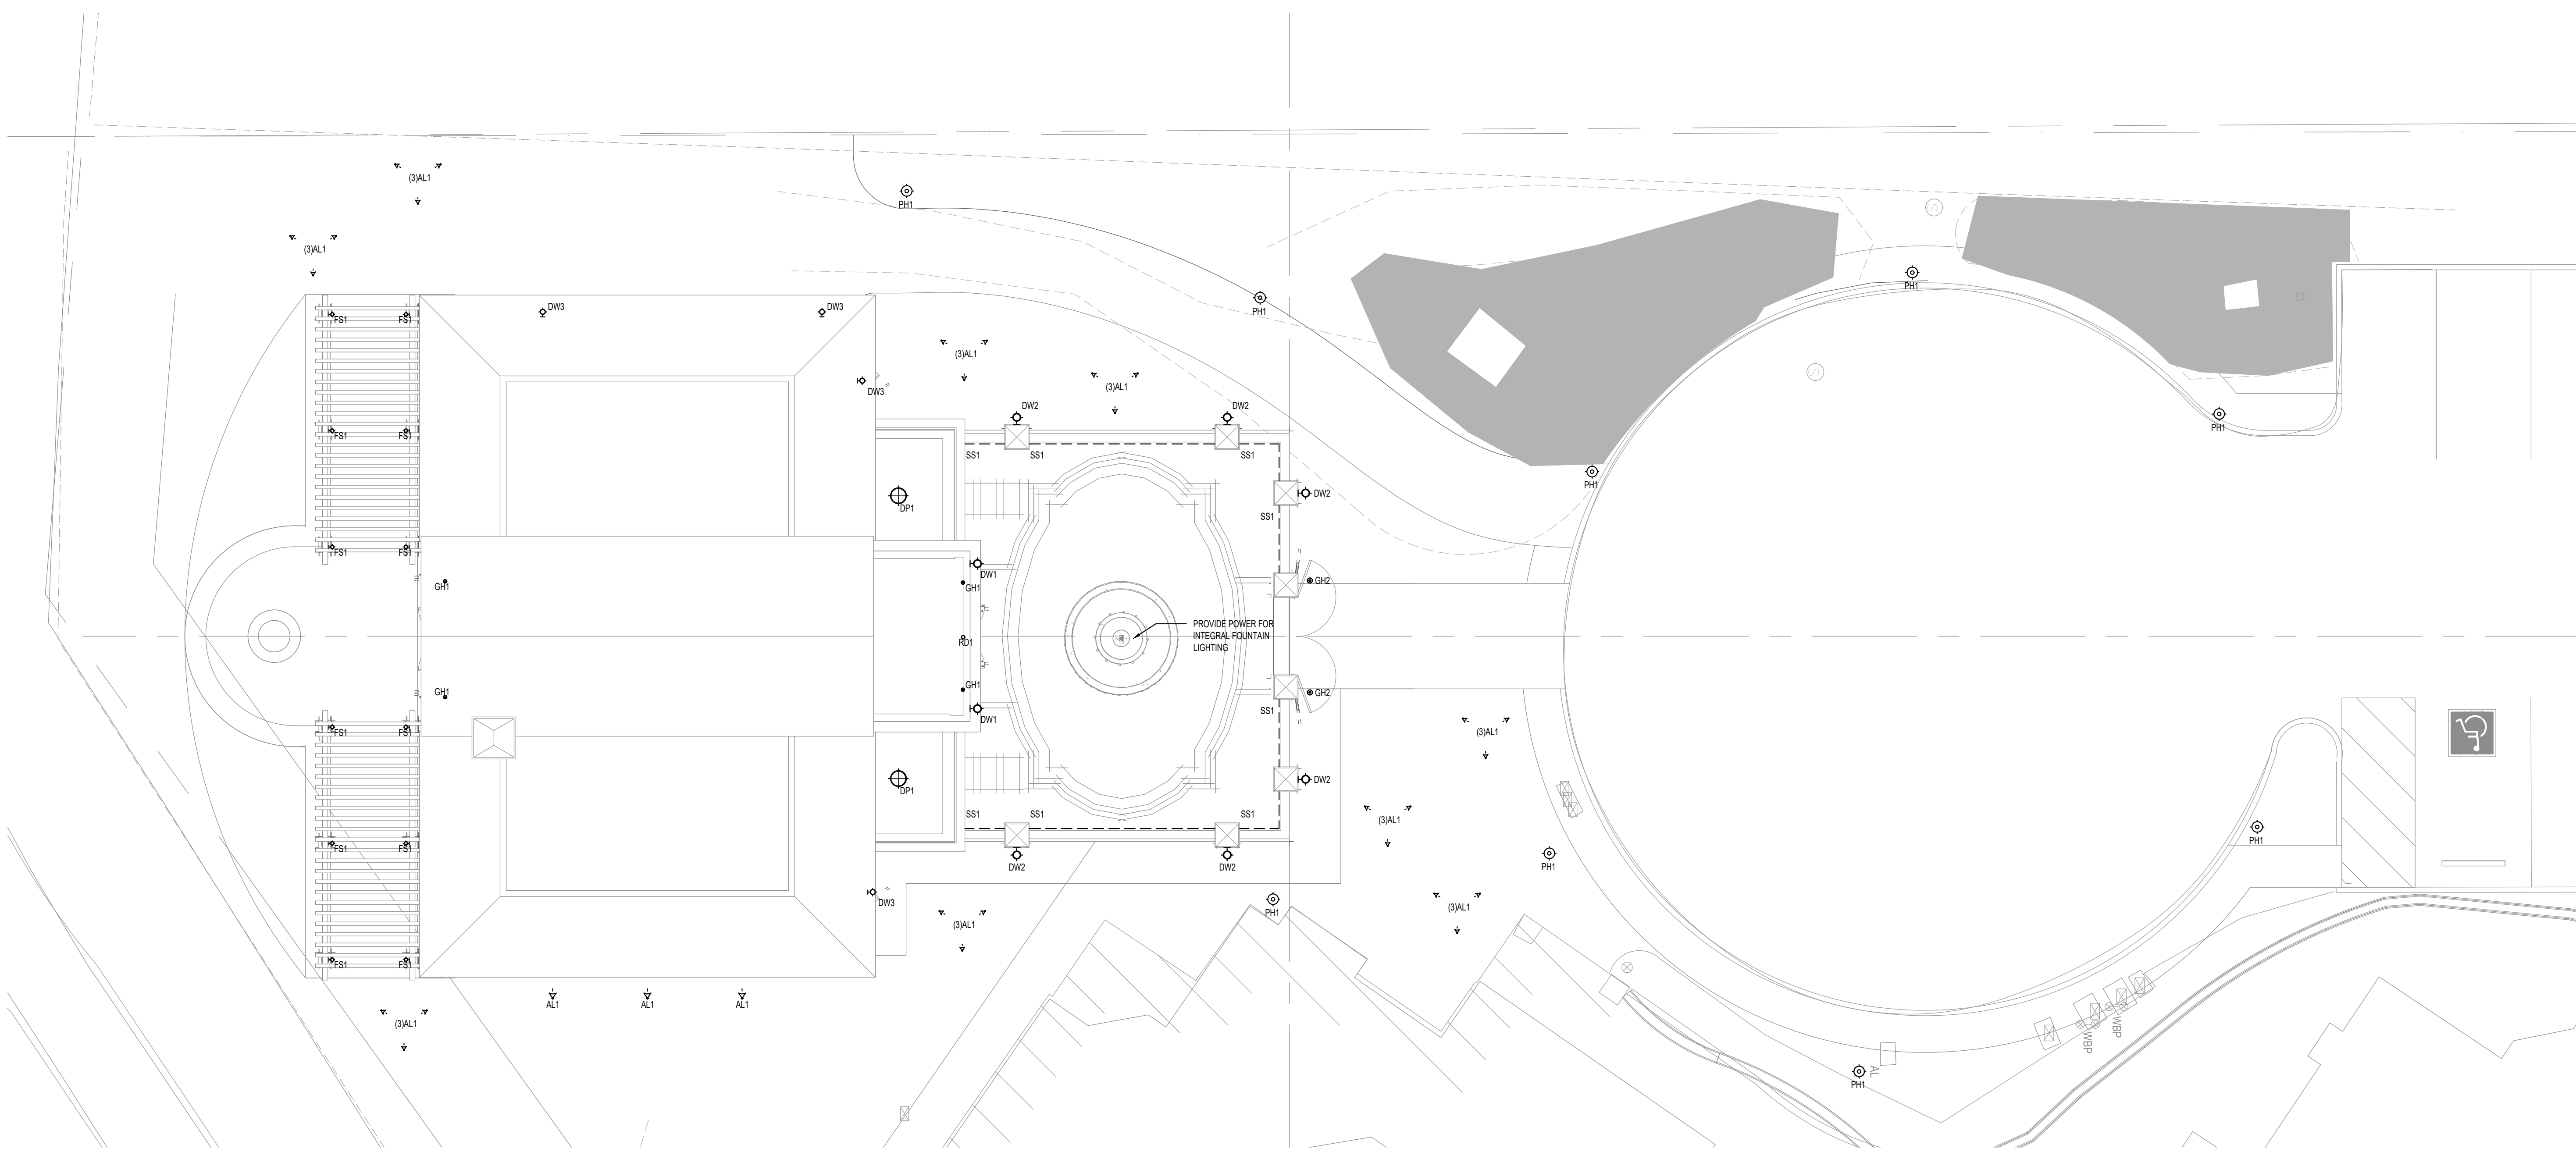 (3)AL1
PH1
(3)AL1
PH1
PH1
DW3
DW3
FS1
FS1
(3)AL1
(3)AL1
DW3
DW2
DW2
PH1
FS1
FS1
SS1
SS1
SS1
PH1
DW2
DP1
SS1
FS1
FS1
DW1
GH2
GH1
GH1
PROVIDE POWER FOR
INTEGRAL FOUNTAIN
LIGHTING
RD1
GH1
GH1
GH2
SS1
DW1
FS1
FS1
(3)AL1
DW2
DP1
SS1
SS1
SS1
(3)AL1
PH1
FS1
FS1
DW2
DW2
PH1
DW3
(3)AL1
PH1
(3)AL1
FS1
FS1
AL1
AL1
AL1
(3)AL1
WBP
WBP
AL
PH1